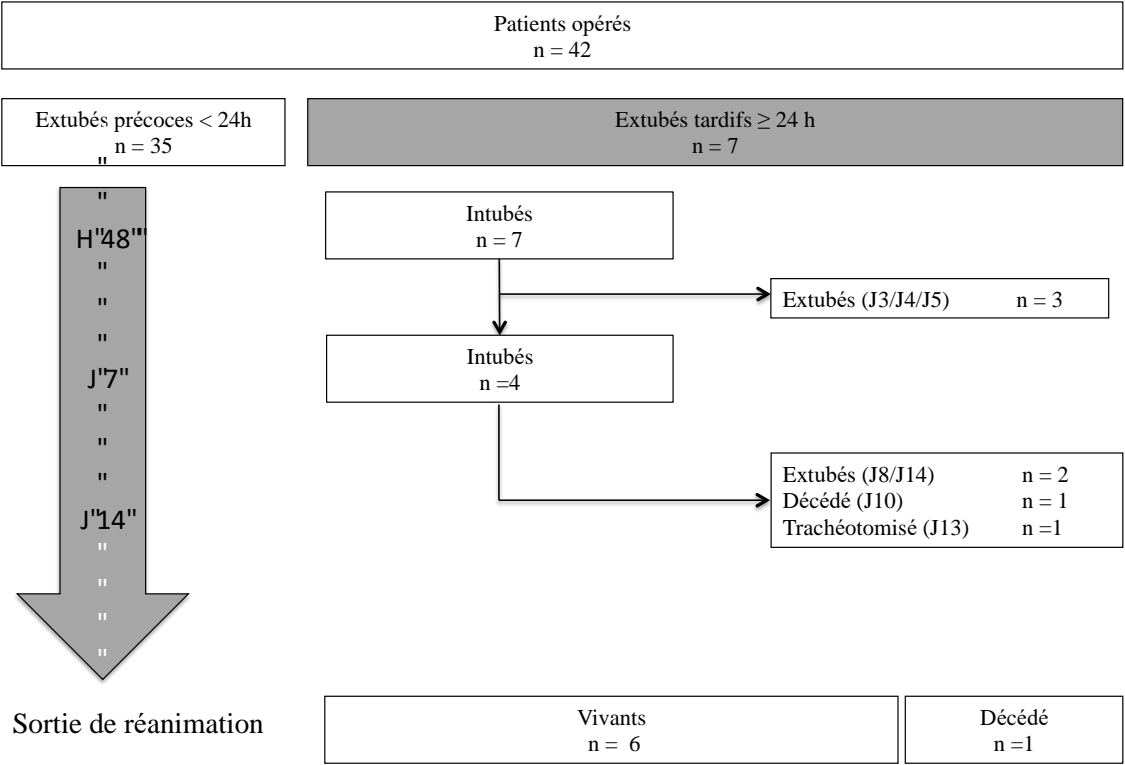 Patients opérés
n = 42
Extubés précoces < 24h
n = 35
Extubés tardifs ≥ 24 h
n = 7
"
"
H"48""
"
"
"
J"7"
"
"
"
J"14"
"
"
"
"
Intubés
n = 7
Extubés (J3/J4/J5) n = 3
Intubés
n =4
Extubés (J8/J14) n = 2
Décédé (J10) n = 1
Trachéotomisé (J13) n =1
Sortie de réanimation
Vivants
n = 6
Décédé
n =1